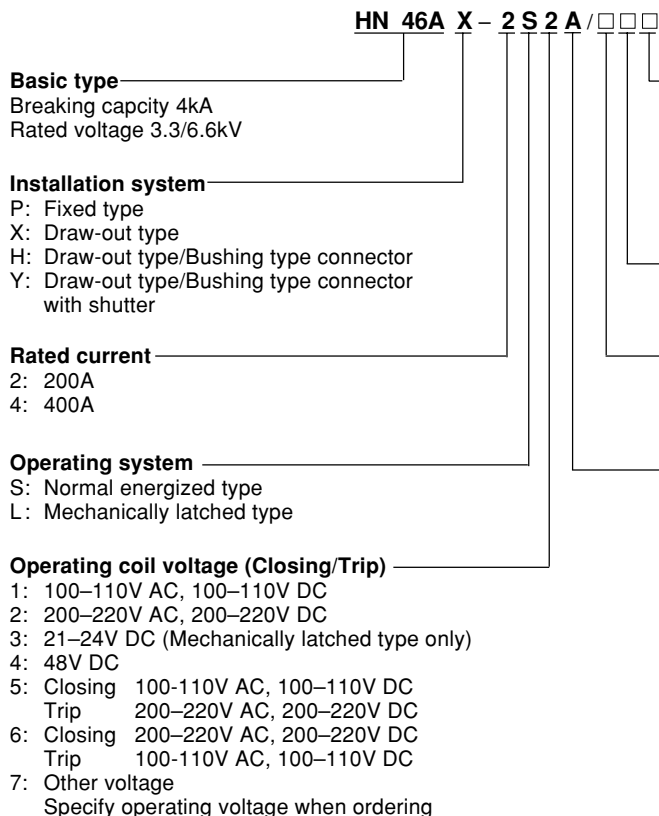 HN 46A X – 2 S 2 A / □ □ □
Basic type
Breaking capcity 4kA
Rated voltage 3.3/6.6kV
Installation system
P: Fixed type
X: Draw-out type
H: Draw-out type/Bushing type connector
Y: Draw-out type/Bushing type connector
with shutter
Rated current
2: 200A
4: 400A
Operating system
S: Normal energized type
L: Mechanically latched type
Operating coil voltage (Closing/Trip)
1: 100–110V AC, 100–110V DC
2: 200–220V AC, 200–220V DC
3: 21–24V DC (Mechanically latched type only)
4: 48V DC
5: Closing 100-110V AC, 100–110V DC
Trip 200–220V AC, 200–220V DC
6: Closing 200–220V AC, 200–220V DC
Trip 100-110V AC, 100–110V DC
7: Other voltage
Specify operating voltage when ordering